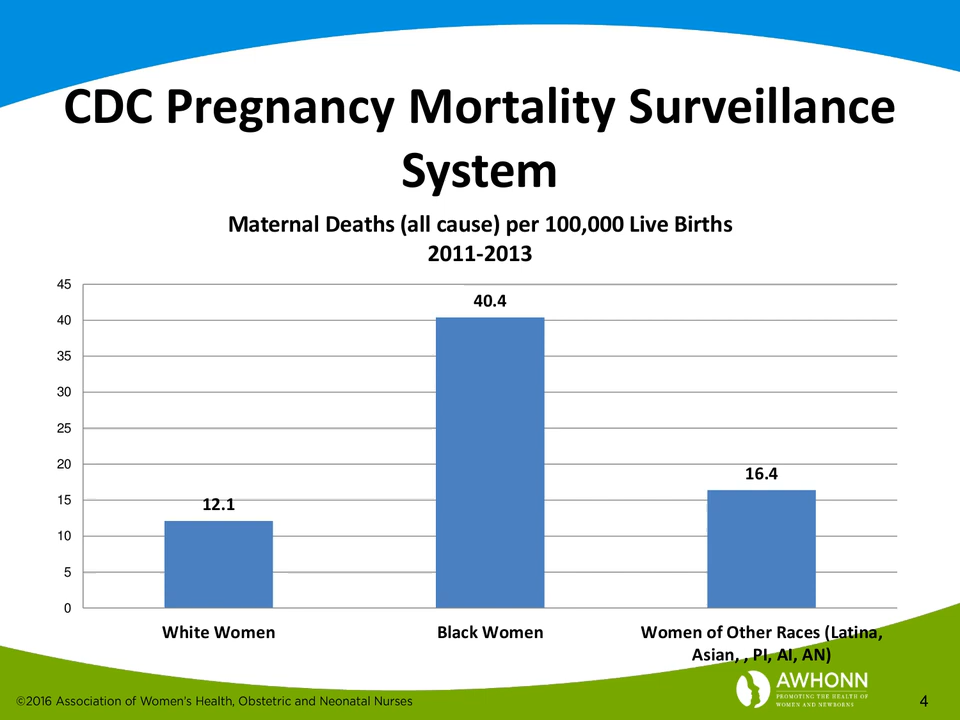 CDC Pregnancy Mortality Surveillance
System
Maternal Deaths (all cause) per 100,000 Live Births
2011-2013
45
40
35
30
25
20
15
10
5
0
12.1
40.4
16.4
White Women
Black Women
Women of Other Races (Latina,
Asian, , PI, AI, AN)
AWHONN
PROMOTING THE HEALTH OF
WOMEN AND NEWBORNS
©2016 Association of Women's Health, Obstetric and Neonatal Nurses
4